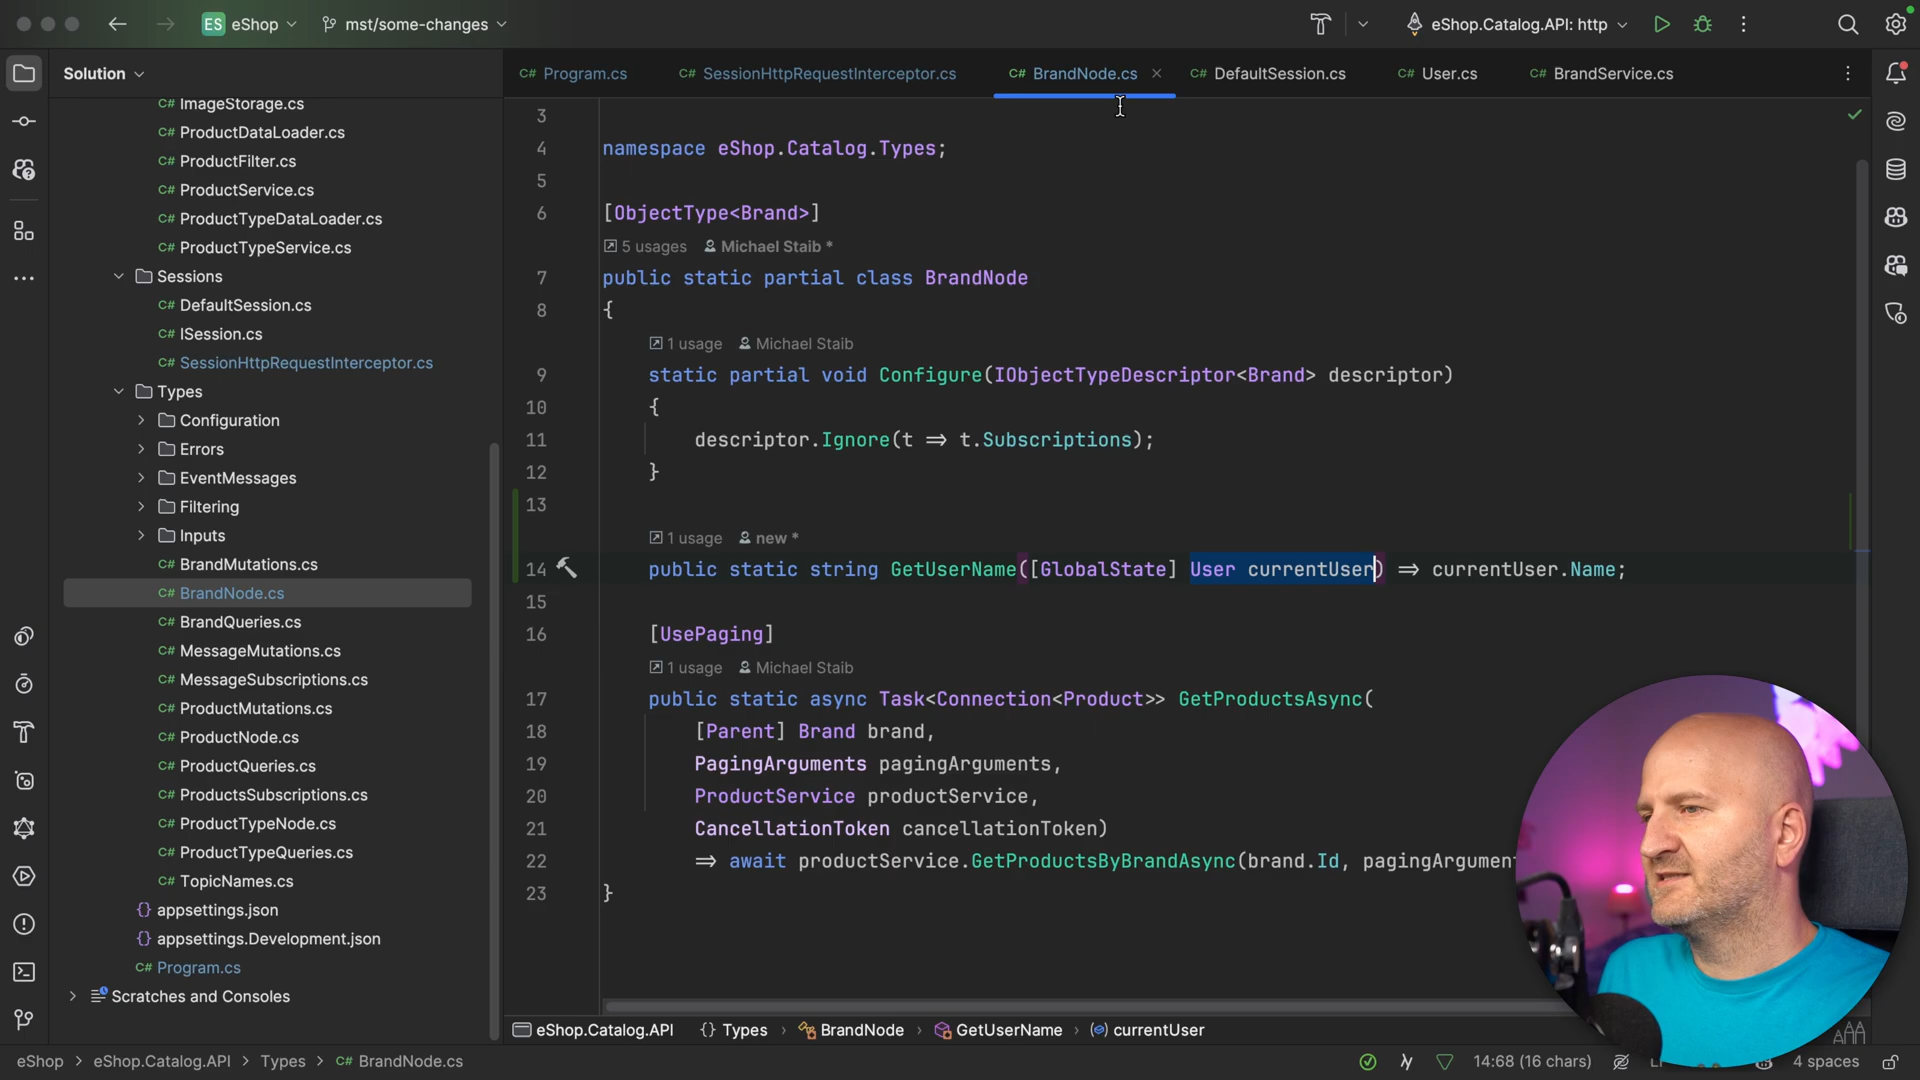 ES eShop mst/some-changes eShop.Catalog.API: http
Solution
Program.cs SessionHttpRequestInterceptor.cs BrandNode.cs DefaultSession.cs User.cs BrandService.cs
C# ImageStorage.cs
C# ProductDataLoader.cs
C# ProductFilter.cs
C# ProductService.cs
C# ProductTypeDataLoader.cs
C# ProductTypeService.cs
Sessions
C# DefaultSession.cs
C# ISession.cs
C# SessionHttpRequestInterceptor.cs
Types
Configuration
Errors
EventMessages
Filtering
Inputs
C# BrandMutations.cs
C# BrandNode.cs
C# BrandQueries.cs
C# MessageMutations.cs
C# MessageSubscriptions.cs
C# ProductMutations.cs
C# ProductNode.cs
C# ProductQueries.cs
C# ProductsSubscriptions.cs
C# ProductTypeNode.cs
C# ProductTypeQueries.cs
C# TopicNames.cs
{} appsettings.json
{} appsettings.Development.json
C# Program.cs
Scratches and Consoles
3
4 namespace eShop.Catalog.Types;
5
6 [ObjectType<Brand>]
5 usages Michael Staib *
7 public static partial class BrandNode
8 {
1 usage Michael Staib
9 static partial void Configure(IObjectTypeDescriptor<Brand> descriptor)
10 {
11 descriptor.Ignore(t => t.Subscriptions);
12 }
13
1 usage new *
14 public static string GetUserName([GlobalState] User currentUser) => currentUser.Name;
15
16 [UsePaging]
1 usage Michael Staib
17 public static async Task<Connection<Product>> GetProductsAsync(
18 [Parent] Brand brand,
19 PagingArguments pagingArguments,
20 ProductService productService,
21 CancellationToken cancellationToken)
22 => await productService.GetProductsByBrandAsync(brand.Id, pagingArgumen
23 }
eShop.Catalog.API {} Types › BrandNode › GetUserName › currentUser
eShop › eShop.Catalog.API › Types › C# BrandNode.cs 14:68 (16 chars) 4 spaces